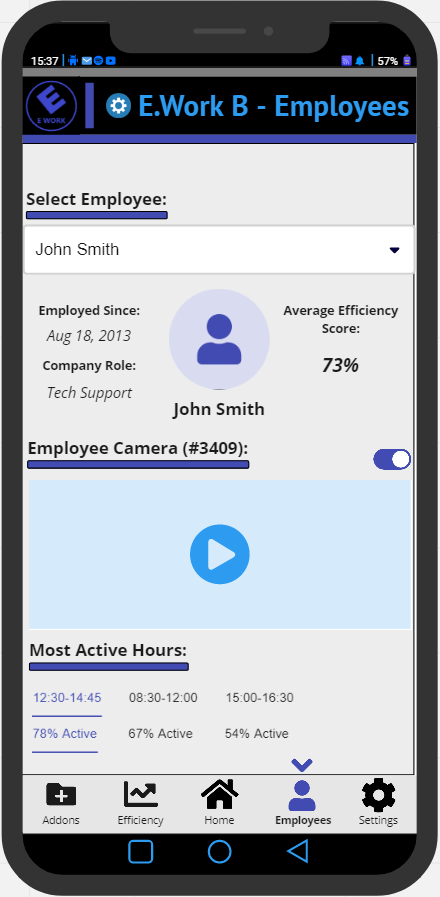 15:37 57%
E WORK
E.Work B - Employees
Select Employee:
John Smith
Employed Since:
Aug 18, 2013
Company Role:
Tech Support
John Smith
Average Efficiency
Score:
73%
Employee Camera (#3409):
Most Active Hours:
12:30-14:45 08:30-12:00 15:00-16:30
78% Active 67% Active 54% Active
Addons Efficiency Home Employees Settings